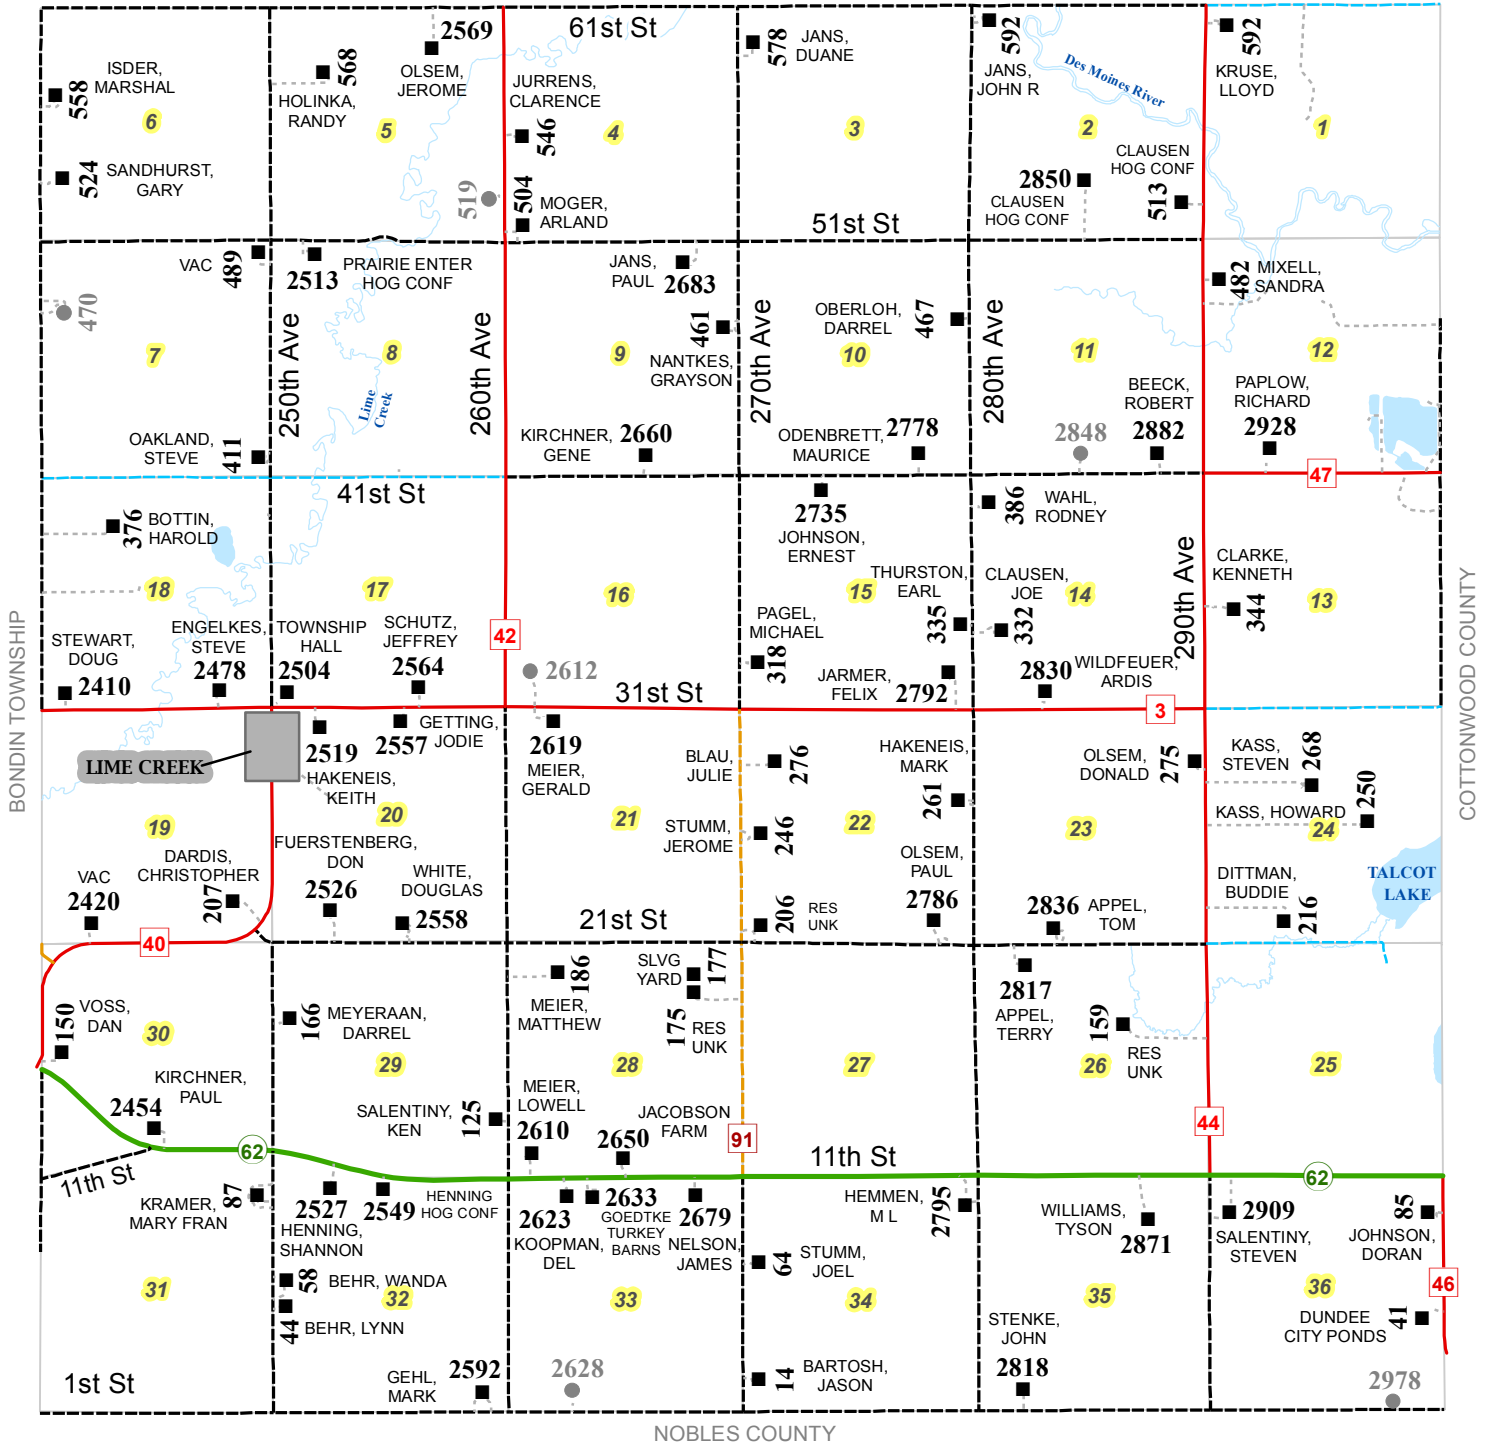 61st St
2569
OLSEM,
JEROME
568
HOLINKA,
RANDY
ISDER,
MARSHAL
558
6
5
524
SANDHURST,
GARY
JURRENS,
CLARENCE
546
4
519
504
MOGER,
ARLAND
578
JANS,
DUANE
3
592
JANS,
JOHN R
Des Moines River
2
2850
CLAUSEN
HOG CONF
CLAUSEN
HOG CONF
513
592
KRUSE,
LLOYD
1
51st St
VAC
489
2513
PRAIRIE ENTER
HOG CONF
470
7
250th Ave
8
Lime
Creek
260th Ave
OAKLAND,
STEVE
411
JANS,
PAUL
2683
461
9
NANTKES,
GRAYSON
KIRCHNER,
GENE
2660
270th Ave
OBERLOH,
DARREL
467
10
ODENBRETT,
MAURICE
2778
280th Ave
11
BEECK,
ROBERT
2848
2882
482
MIXELL,
SANDRA
12
PAPLOW,
RICHARD
2928
47
41st St
376
BOTTIN,
HAROLD
18
17
STEWART,
DOUG
2410
ENGELKES,
STEVE
2478
TOWNSHIP
HALL
2504
SCHUTZ,
JEFFREY
2564
42
16
2612
2735
JOHNSON,
ERNEST
THURSTON,
EARL
15
335
PAGEL,
MICHAEL
318
JARMER,
FELIX
2792
386
WAHL,
RODNEY
CLAUSEN,
JOE
332
14
2830
WILDFEUER,
ARDIS
290th Ave
CLARKE,
KENNETH
344
13
31st St
3
BONDIN TOWNSHIP
COTTONWOOD COUNTY
LIME CREEK
2519
HAKENEIS,
KEITH
2557
GETTING,
JODIE
2619
MEIER,
GERALD
19
20
21
BLAU,
JULIE
276
HAKENEIS,
MARK
261
OLSEM,
DONALD
275
KASS,
STEVEN
268
250
KASS, HOWARD
24
STUMM,
JEROME
246
22
23
VAC
2420
DARDIS,
CHRISTOPHER
207
FUERSTENBERG,
DON
2526
WHITE,
DOUGLAS
2558
OLSEM,
PAUL
2786
206
RES
UNK
2836
APPEL,
TOM
DITTMAN,
BUDDIE
216
TALCOT
LAKE
21st St
40
150
VOSS,
DAN
30
166
MEYERAAN,
DARREL
29
186
MEIER,
MATTHEW
SLVG
YARD
177
175
RES
UNK
28
27
2817
APPEL,
TERRY
159
RES
UNK
26
25
KIRCHNER,
PAUL
2454
SALENTINY,
KEN
125
MEIER,
LOWELL
2610
JACOBSON
FARM
2650
91
44
62
11th St
11th St
62
KRAMER,
MARY FRAN
87
2527
HENNING,
SHANNON
2549
HENNING
HOG CONF
2623
KOOPMAN,
DEL
2633
GOEDTKE
TURKEY
BARNS
2679
NELSON,
JAMES
HEMMEN,
M L
2795
WILLIAMS,
TYSON
2871
2909
SALENTINY,
STEVEN
85
JOHNSON,
DORAN
64
STUMM,
JOEL
58
BEHR, WANDA
31
32
33
34
35
36
46
44
BEHR, LYNN
STENKE,
JOHN
2818
DUNDEE
CITY PONDS
41
1st St
GEHL,
MARK
2592
2628
14
BARTOSH,
JASON
2978
NOBLES COUNTY